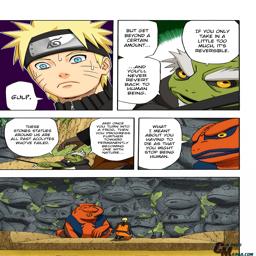 GULP.
BUT GET
BEYOND A
CERTAIN
AMOUNT...
IF YOU ONLY
TAKE IN A
LITTLE TOO
MUCH, IT'S
REVERSIBLE.
...AND
YOU'LL
NEVER
REVERT
BACK TO
HUMAN
BEING.
THESE
STONES STATUES
AROUND US ARE
ALL PAST ACOLYTES
WHO'VE FAILED.
AND ONCE
YOU TURN INTO
A FROG, THEN YOU
PROGRESS
FURTHER TOWARD
PERMANENTLY
BECOMING
ONE WITH
NATURE...
WHAT
I MEANT
ABOUT YOU
HAVING TO
DIE AS THAT
YOU MIGHT
STOP BEING
HUMAN.